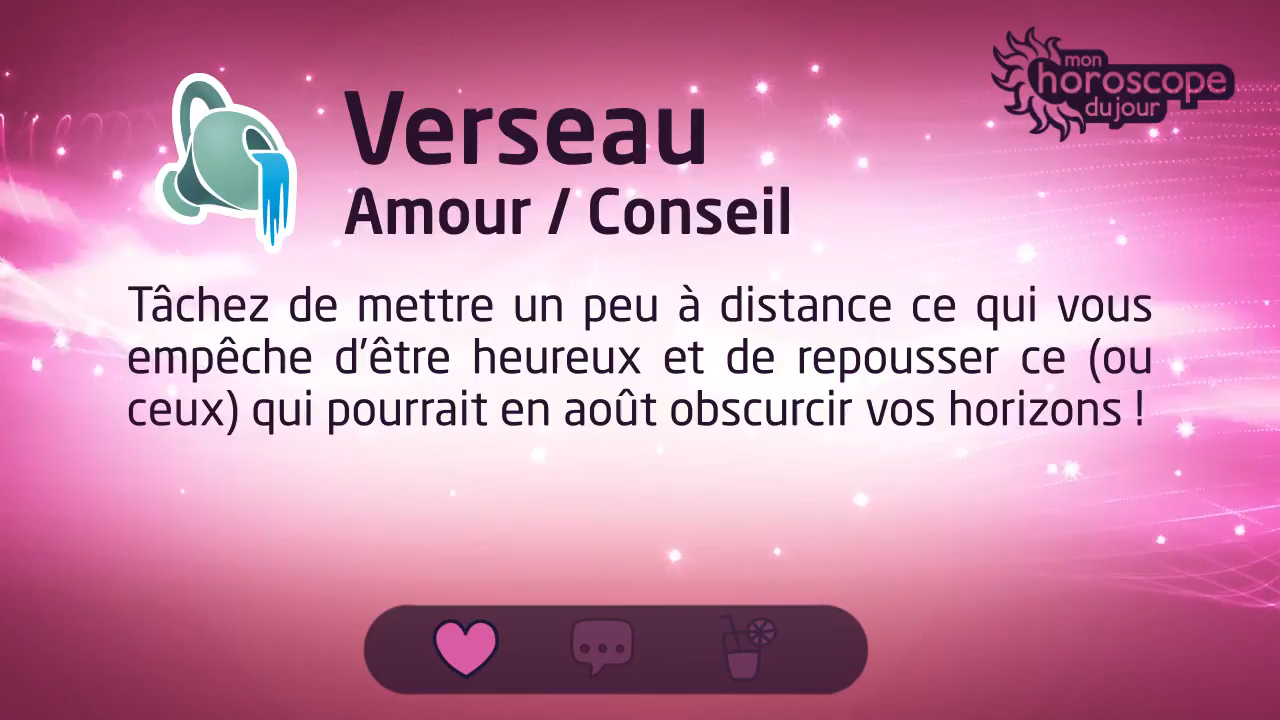 mon
horoscope
du jour
Verseau
Amour / Conseil
Tâchez de mettre un peu à distance ce qui vous
empêche d'être heureux et de repousser ce (ou
ceux) qui pourrait en août obscurcir vos horizons !